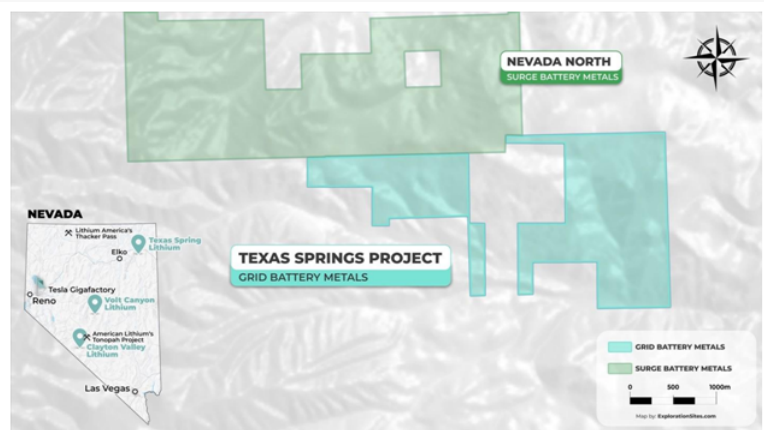 NEVADA NORTH
SURGE BATTERY METALS
TEXAS SPRINGS PROJECT
GRID BATTERY METALS
NEVADA
Lithium America's
Thacker Pass
Texas Spring
Lithium
Elko
Tesla Gigafactory
Reno
Volt Canyon
Lithium
American Lithium's
Tonopah Project
Clayton Valley
Lithium
Las Vegas
GRID BATTERY METALS
SURGE BATTERY METALS
0 500 1000m
Map by: ExplorationSites.com